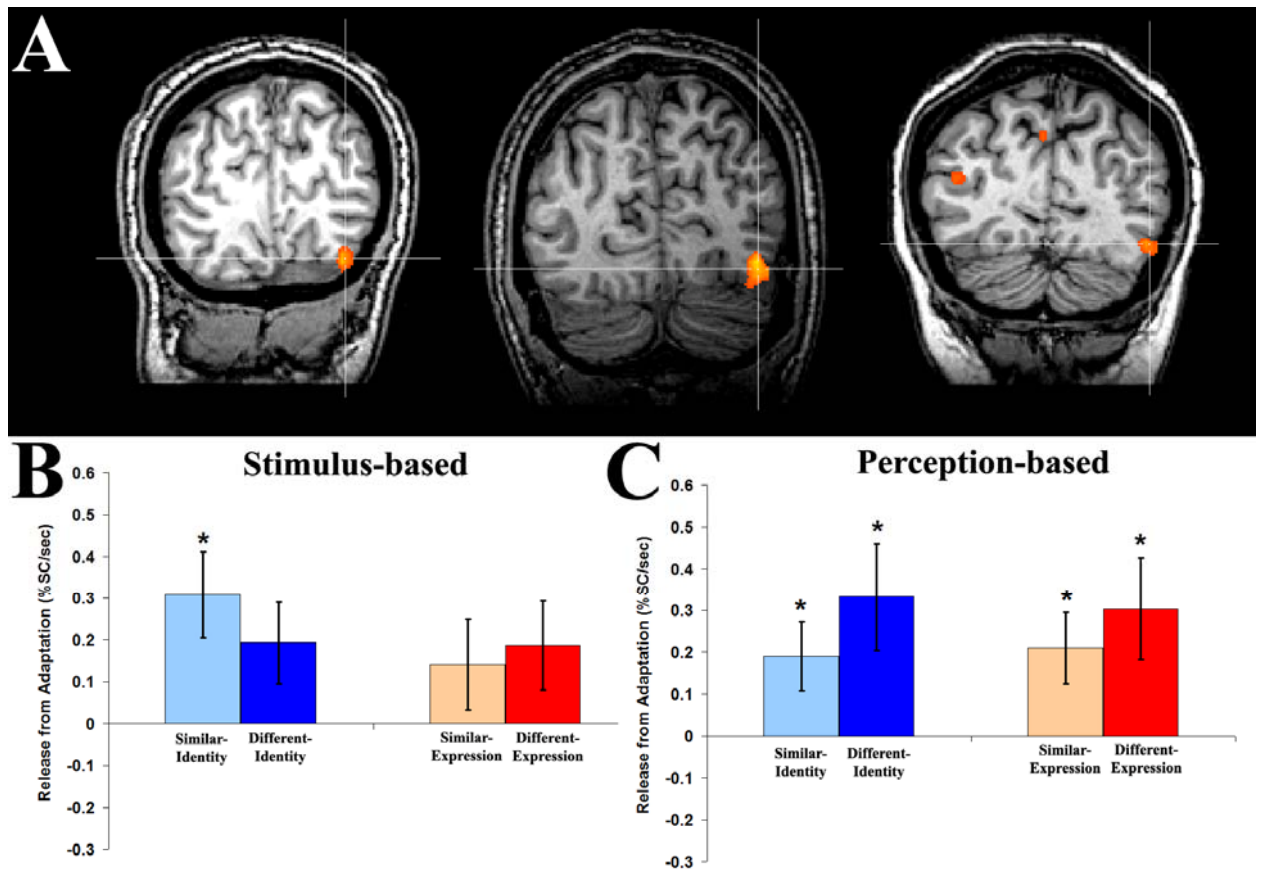 A
B
Stimulus-based
Release from Adaptation (%SC/sec)
0.6
0.5
0.4
0.3
0.2
0.1
0
-0.1
-0.2
-0.3
*
Similar-
Identity
Different-
Identity
Similar-
Expression
Different-
Expression
C
Perception-based
Release from Adaptation (%SC/sec)
0.6
0.5
0.4
0.3
0.2
0.1
0
-0.1
-0.2
-0.3
*
*
*
*
Similar-
Identity
Different-
Identity
Similar-
Expression
Different-
Expression